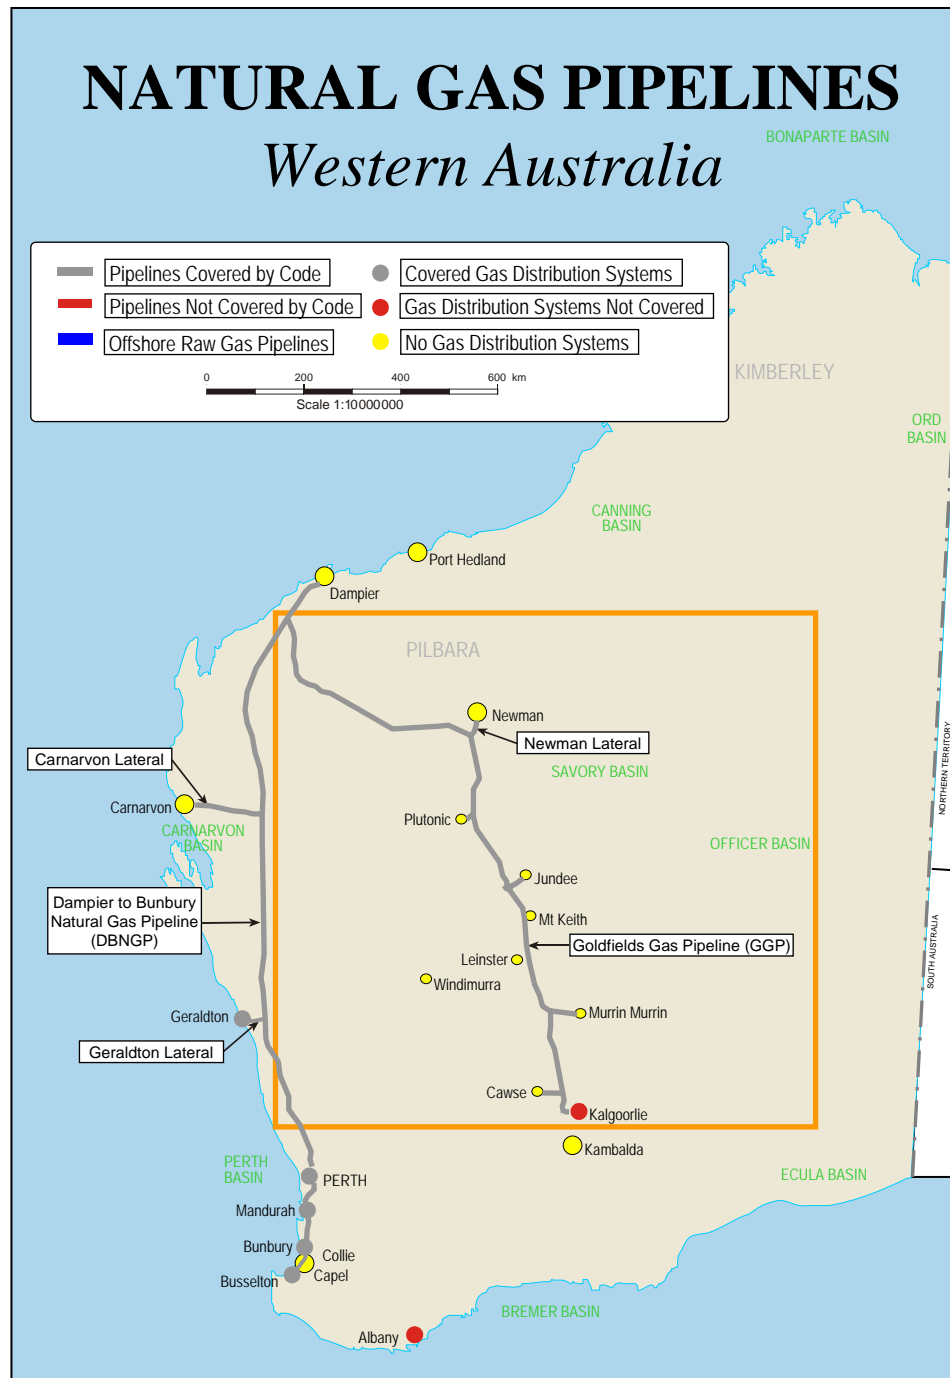 NATURAL GAS PIPELINES
BONAPARTE BASIN
Western Australia
Pipelines Covered by Code
Covered Gas Distribution Systems
Pipelines Not Covered by Code
Gas Distribution Systems Not Covered
Offshore Raw Gas Pipelines
No Gas Distribution Systems
0 200 400 600 km
Scale 1:10000000
KIMBERLEY
ORD
BASIN
CANNING
BASIN
Port Hedland
Dampier
PILBARA
Newman
Newman Lateral
Carnarvon Lateral
SAVORY BASIN
NORTHERN TERRITORY
Carnarvon
Plutonic
CARNARVON
BASIN
OFFICER BASIN
Jundee
Dampier to Bunbury
Natural Gas Pipeline
(DBNGP)
Mt Keith
Goldfields Gas Pipeline (GGP)
SOUTH AUSTRALIA
Leinster
Windimurra
Geraldton
Murrin Murrin
Geraldton Lateral
Cawse
Kalgoorlie
Kambalda
PERTH
BASIN
ECULA BASIN
PERTH
Mandurah
Bunbury
Collie
Capel
Busselton
BREMER BASIN
Albany